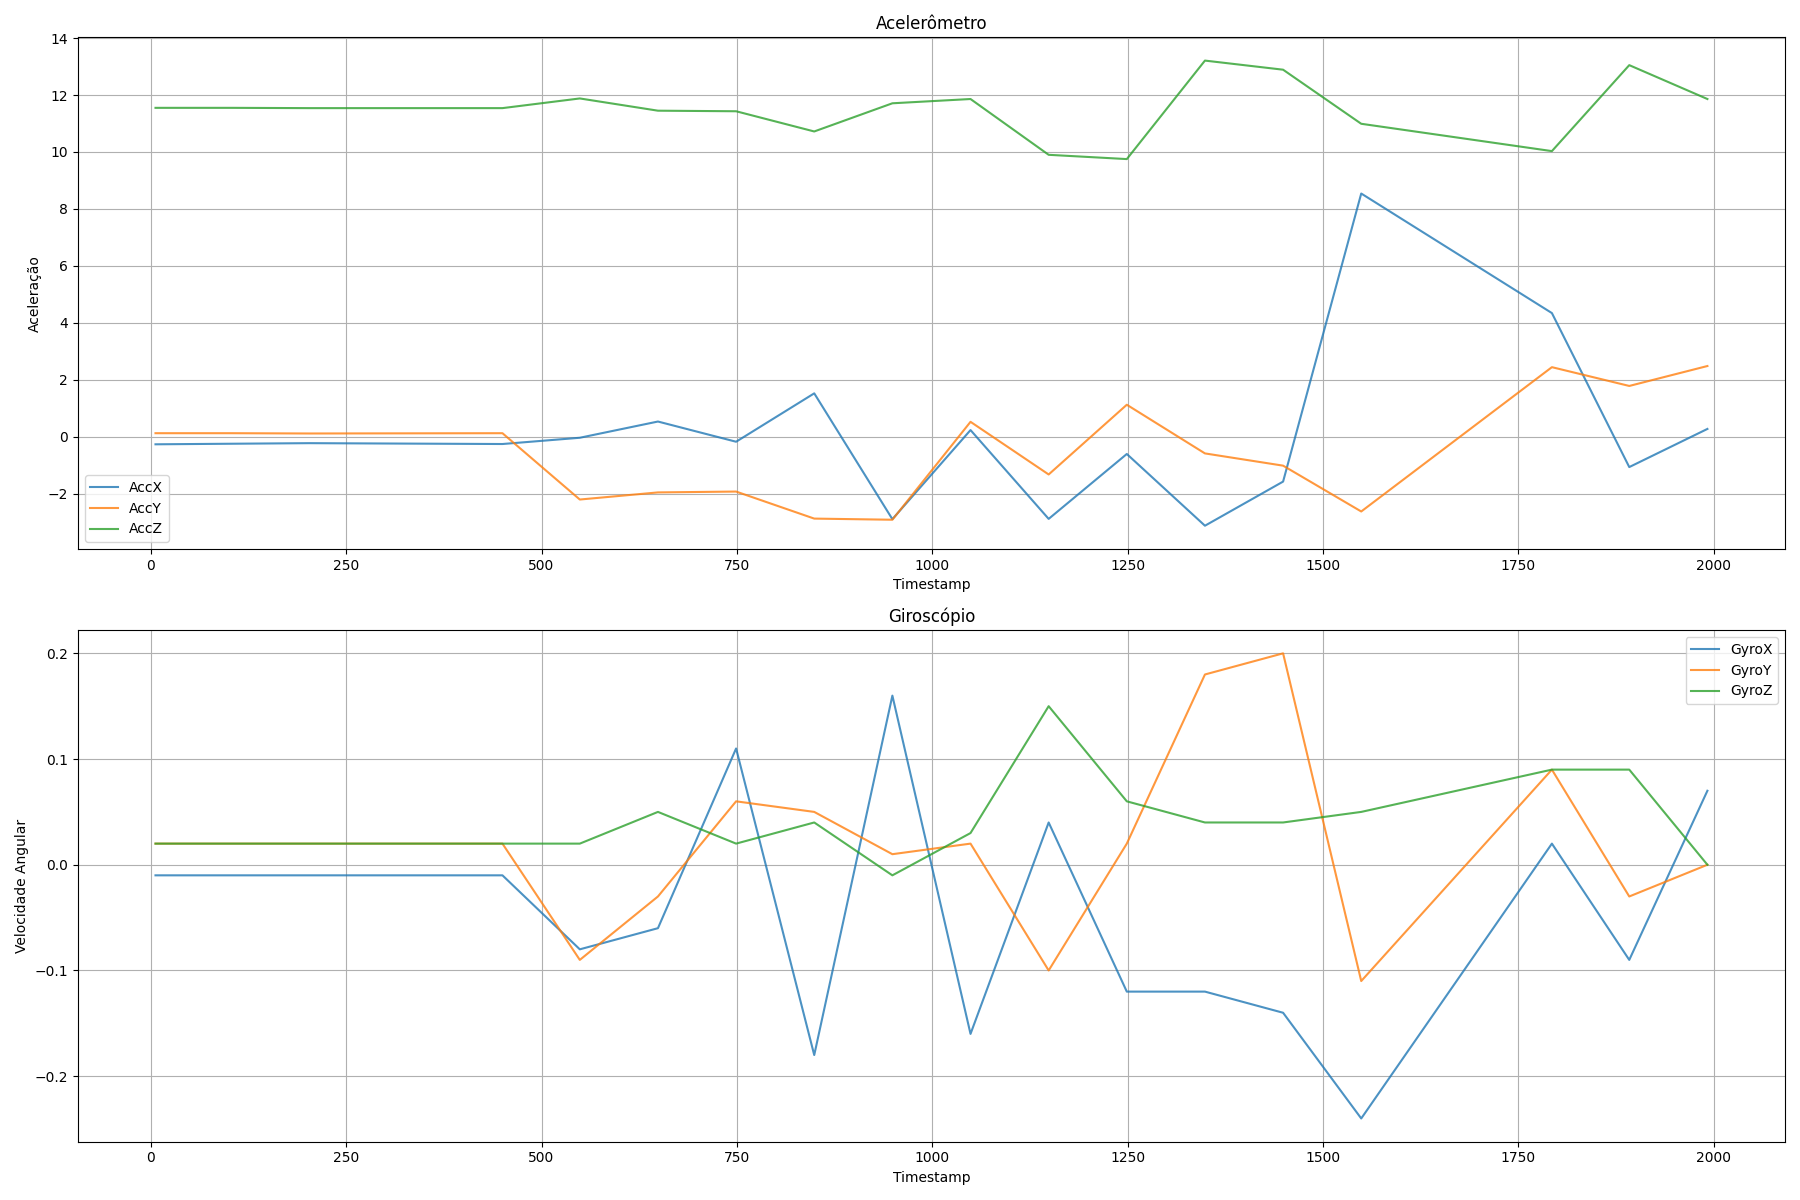 Acelerômetro
14
12
10
8
6
4
2
0
−2
Aceleração
AccX
AccY
AccZ
0 250 500 750 1000 1250 1500 1750 2000
Timestamp
Giroscópio
0.2
0.1
0.0
−0.1
−0.2
Velocidade Angular
GyroX
GyroY
GyroZ
0 250 500 750 1000 1250 1500 1750 2000
Timestamp